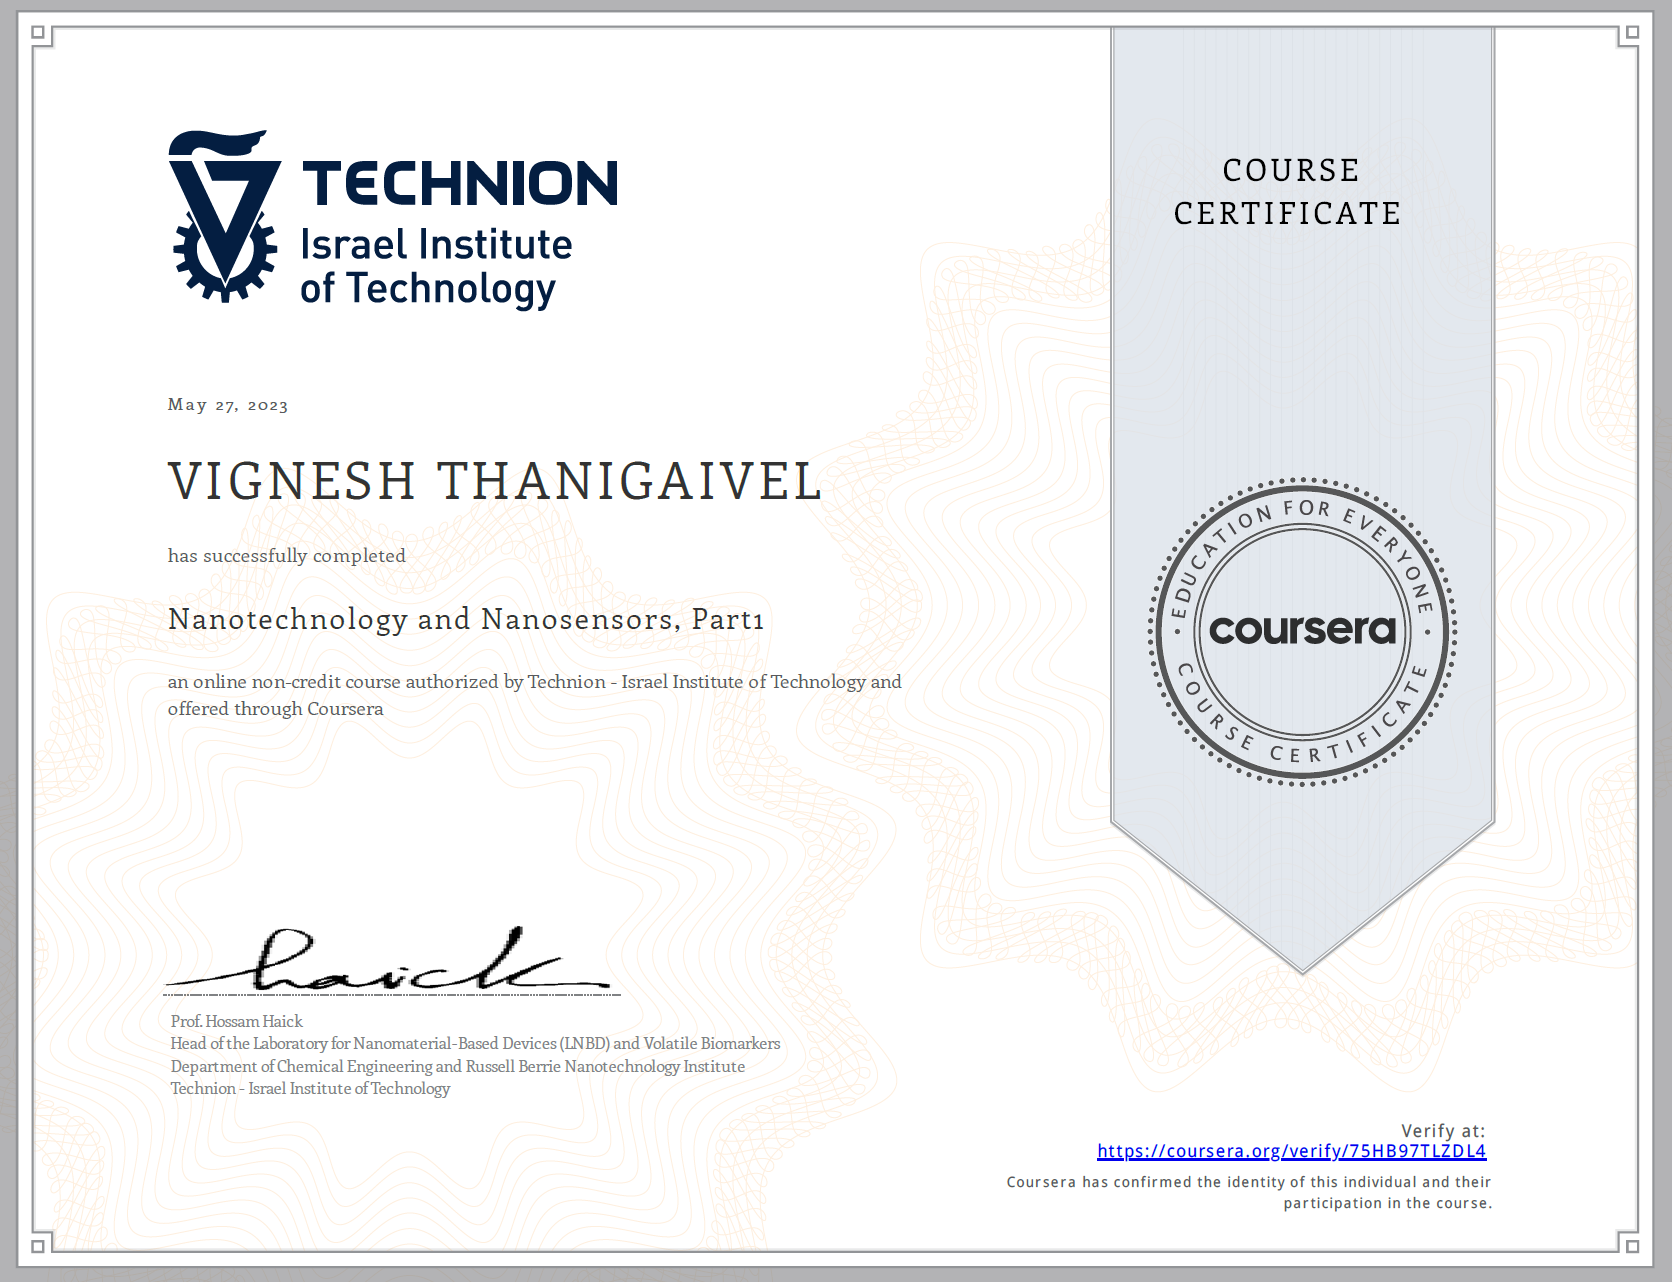 TECHNION
Israel Institute
of Technology
COURSE
CERTIFICATE
May 27, 2023
VIGNESH THANIGAIVEL
has successfully completed
Nanotechnology and Nanosensors, Part1
an online non-credit course authorized by Technion - Israel Institute of Technology and
offered through Coursera
EDUCATION FOR EVERYONE
coursera
COURSE CERTIFICATE
haick
Prof. Hossam Haick
Head of the Laboratory for Nanomaterial-Based Devices (LNBD) and Volatile Biomarkers
Department of Chemical Engineering and Russell Berrie Nanotechnology Institute
Technion - Israel Institute of Technology
Verify at:
https://coursera.org/verify/75HB97TLZDL4
Coursera has confirmed the identity of this individual and their
participation in the course.